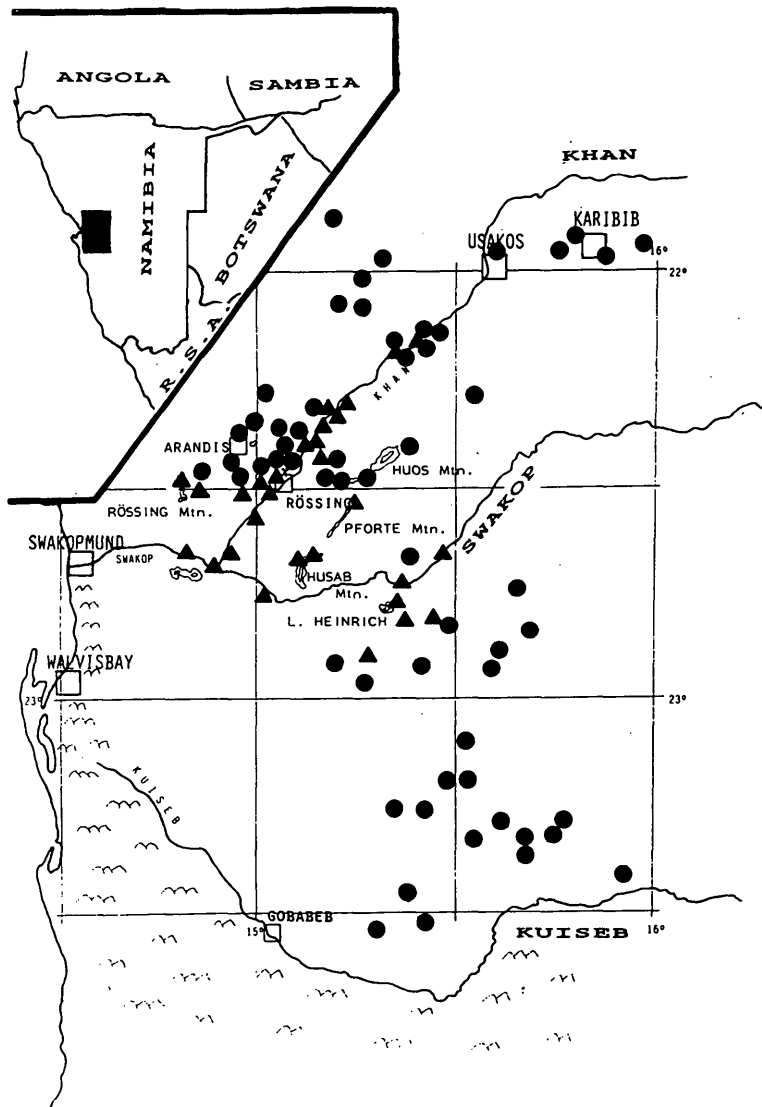 ANGOLA
SAMBIA
NAMIBIA
BOTSWANA
R.S.A.
KHAN
KARIBIB
USAKOS
16°
22°
KHAN
ARANDIS
HUOS Mtn.
RÖSSING
RÖSSING Mtn.
PFORTE Mtn.
SWAKOP
SWAKOPMUND
SWAKOP
HUSAB
Mtn.
L. HEINRICH
WALVISBAY
23°
23°
KUISEB
GOBABEB
15°
KUISEB
16°